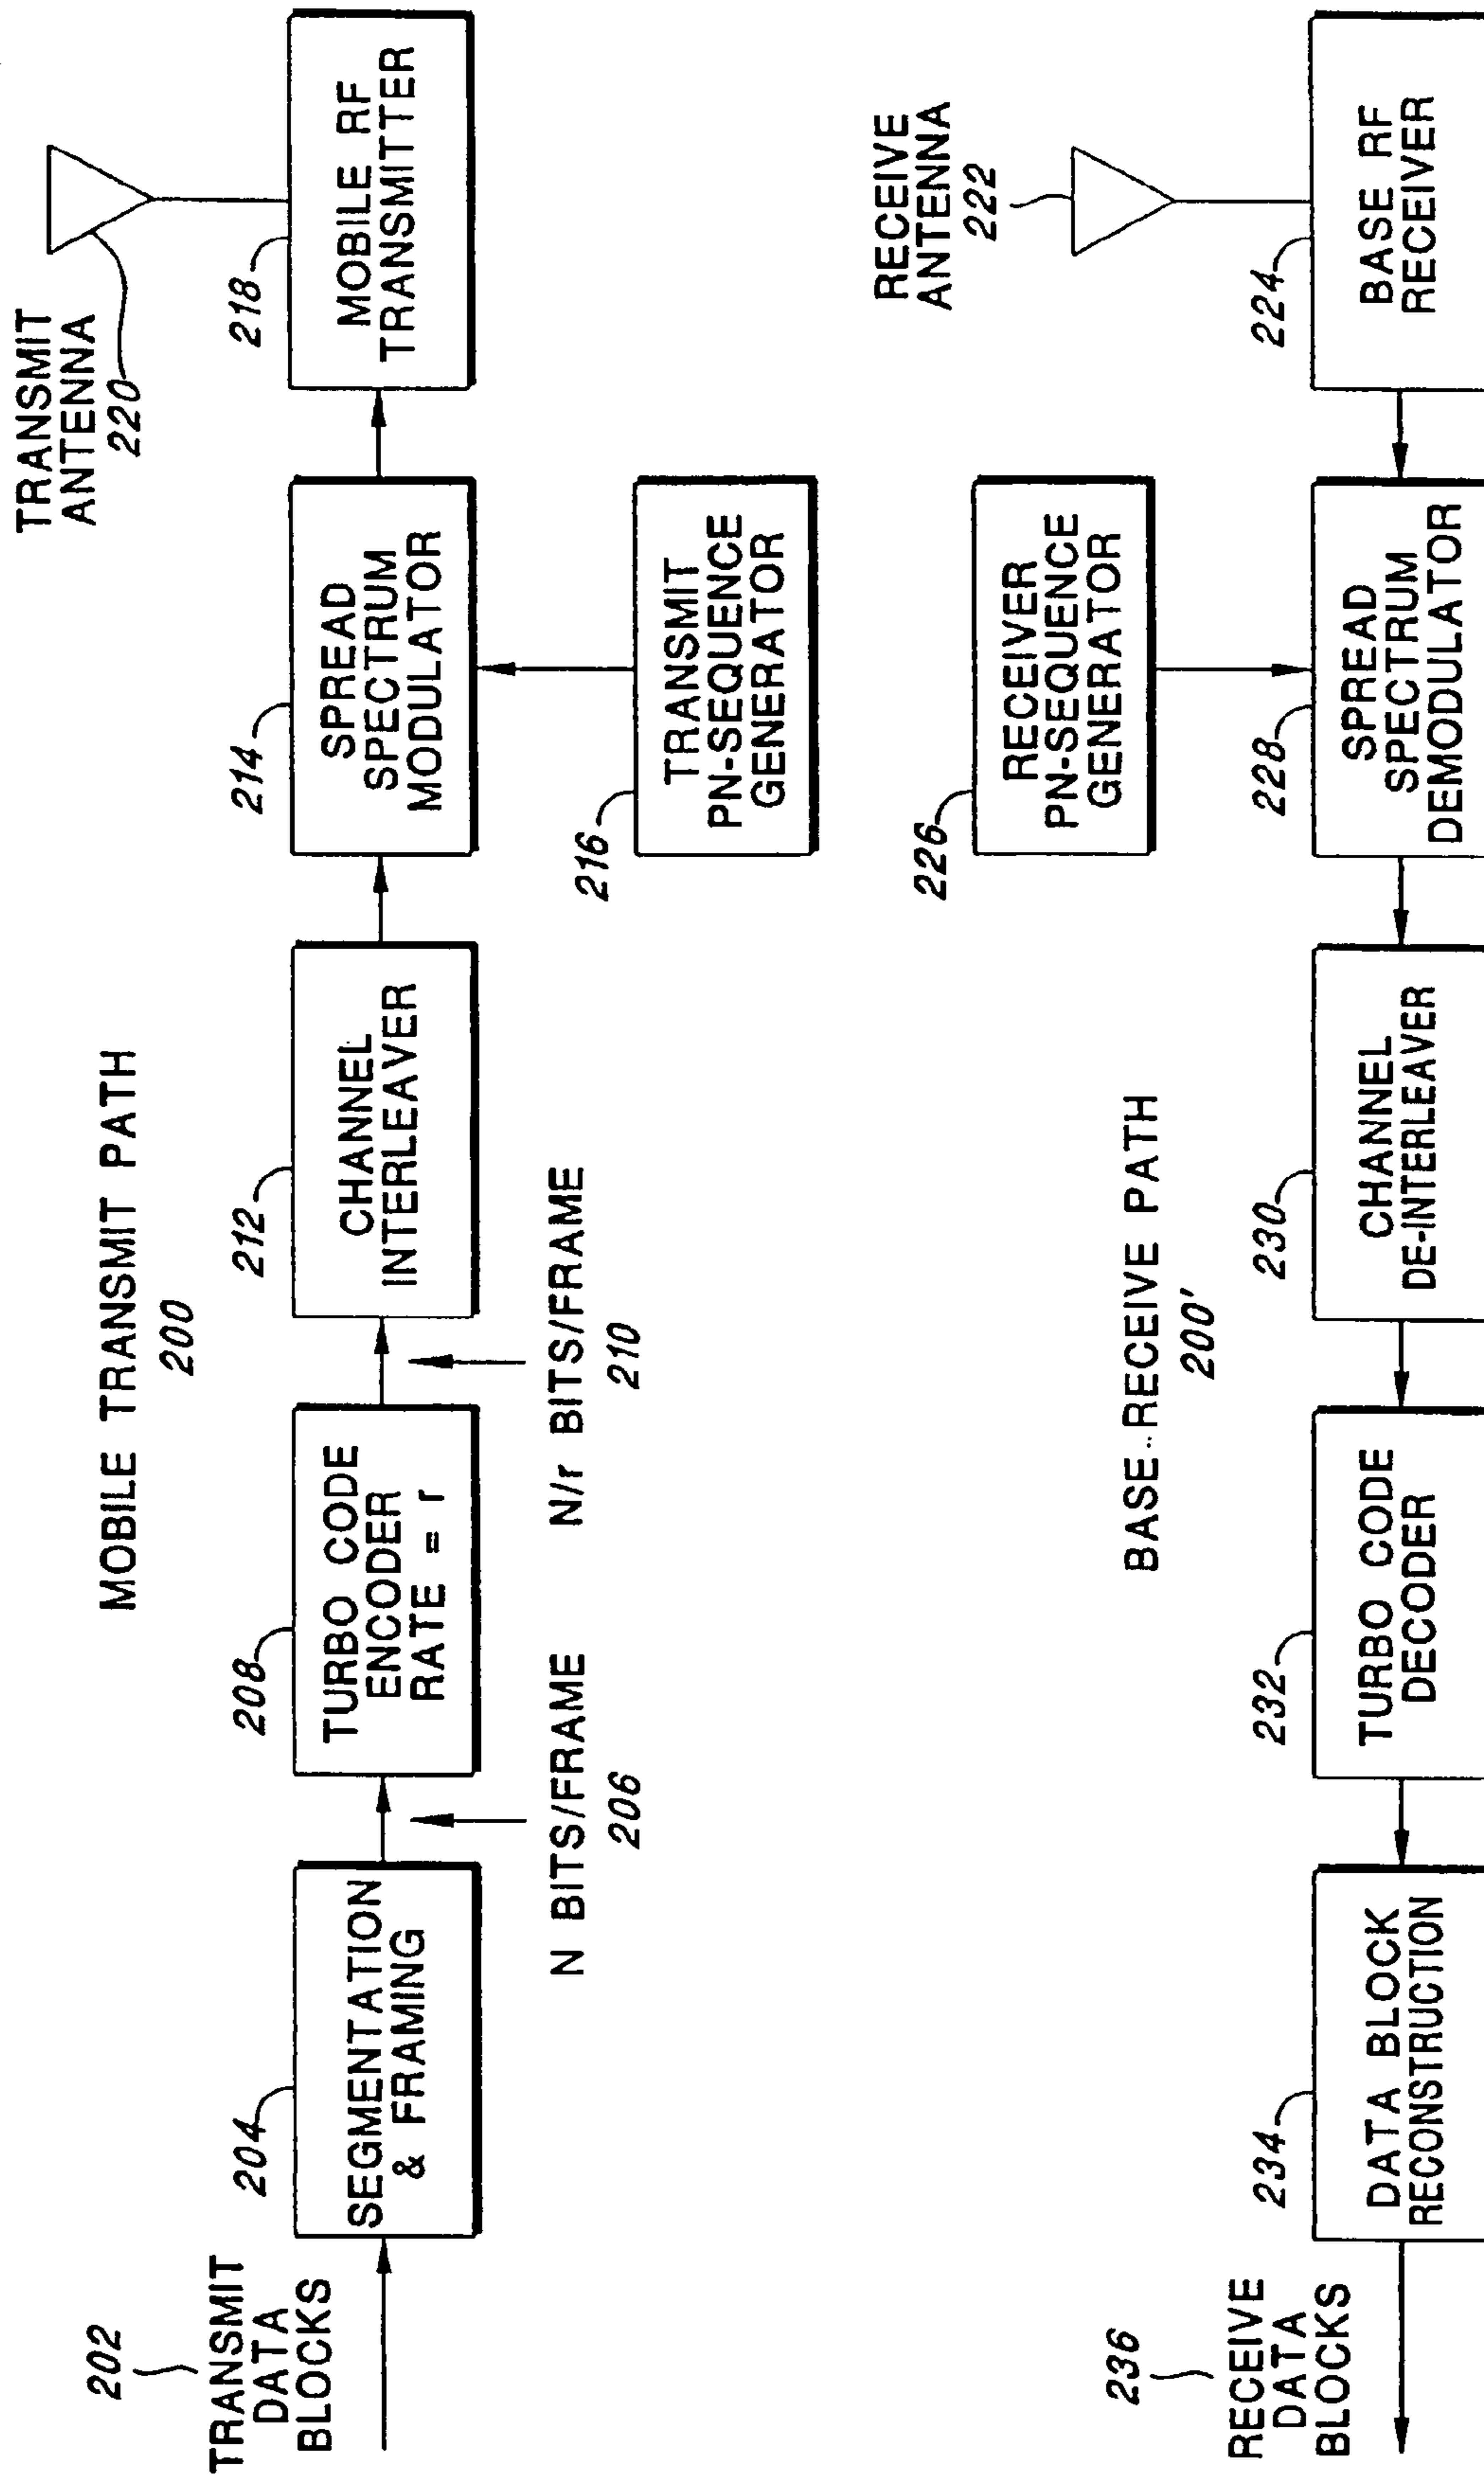 MOBILE TRANSMIT PATH
200
202
TRANSMIT
DATA
BLOCKS
204
SEGMENTATION
& FRAMING
N BITS/FRAME
206
208
TURBO CODE
ENCODER
RATE = r
N/r BITS/FRAME
210
212
CHANNEL
INTERLEAVER
214
SPREAD
SPECTRUM
MODULATOR
216
TRANSMIT
PN-SEQUENCE
GENERATOR
218
MOBILE RF
TRANSMITTER
TRANSMIT
ANTENNA
220
BASE RECEIVE PATH
200'
RECEIVE
ANTENNA
222
224
BASE RF
RECEIVER
226
RECEIVER
PN-SEQUENCE
GENERATOR
228
SPREAD
SPECTRUM
DEMODULATOR
230
CHANNEL
DE-INTERLEAVER
232
TURBO CODE
DECODER
234
DATA BLOCK
RECONSTRUCTION
236
RECEIVE
DATA
BLOCKS